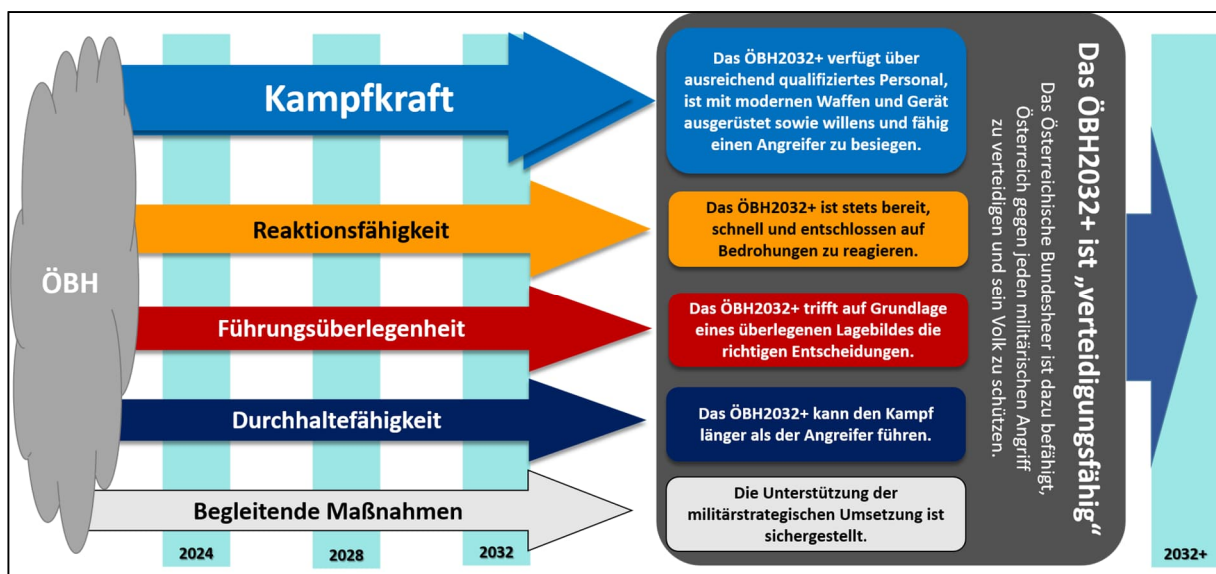 ÖBH
Kampfkraft
Reaktionsfähigkeit
Führungsüberlegenheit
Durchhaltefähigkeit
Begleitende Maßnahmen
2024
2028
2032
Das ÖBH2032+ verfügt über
ausreichend qualifiziertes Personal,
ist mit modernen Waffen und Gerät
ausgerüstet sowie willens und fähig
einen Angreifer zu besiegen.
Das ÖBH2032+ ist stets bereit,
schnell und entschlossen auf
Bedrohungen zu reagieren.
Das ÖBH2032+ trifft auf Grundlage
eines überlegenen Lagebildes die
richtigen Entscheidungen.
Das ÖBH2032+ kann den Kampf
länger als der Angreifer führen.
Die Unterstützung der
militärstrategischen Umsetzung ist
sichergestellt.
Das ÖBH2032+ ist „verteidigungsfähig“
Das Österreichische Bundesheer ist dazu befähigt,
Österreich gegen jeden militärischen Angriff
zu verteidigen und sein Volk zu schützen.
2032+